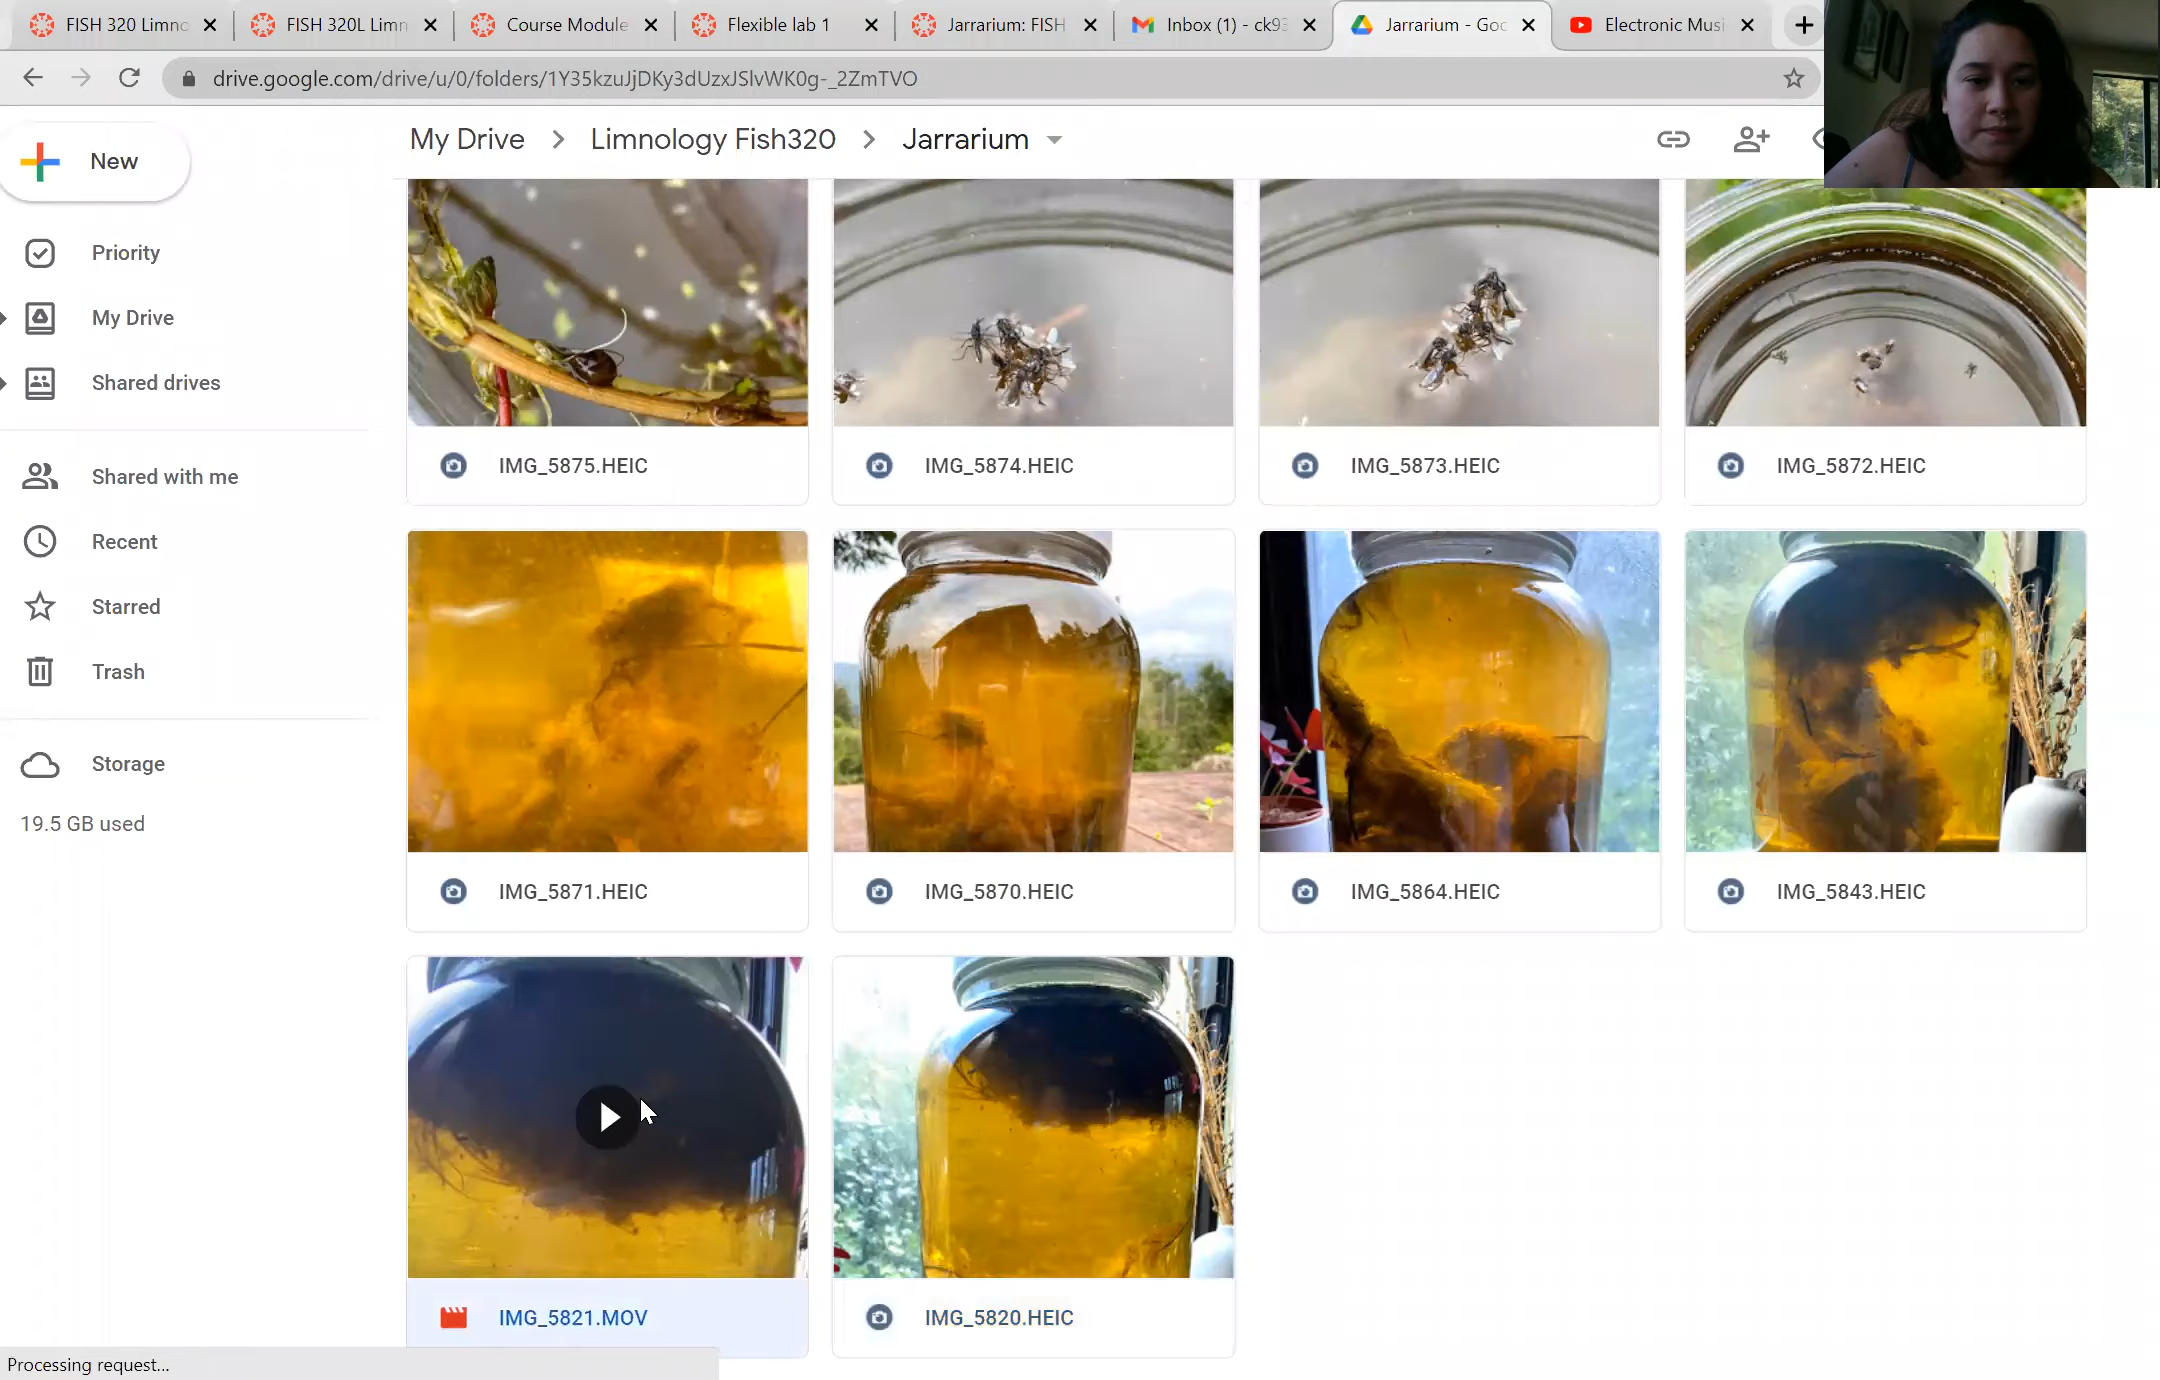 FISH 320 Limno
FISH 320L Limn
Course Module
Flexible lab 1
Jarrarium: FISH
Inbox (1) - ck93
Jarrarium - Goo
Electronic Musi
drive.google.com/drive/u/0/folders/1Y35kzuJjDKy3dUzxJSlvWK0g-_2ZmTVO
New
My Drive > Limnology Fish320 > Jarrarium
Priority
My Drive
Shared drives
Shared with me
Recent
Starred
Trash
Storage
19.5 GB used
IMG_5875.HEIC
IMG_5874.HEIC
IMG_5873.HEIC
IMG_5872.HEIC
IMG_5871.HEIC
IMG_5870.HEIC
IMG_5864.HEIC
IMG_5843.HEIC
IMG_5821.MOV
IMG_5820.HEIC
Processing request...